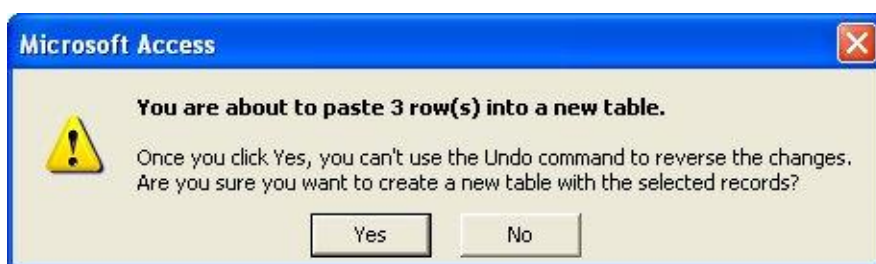 Microsoft Access
You are about to paste 3 row(s) into a new table.
Once you click Yes, you can't use the Undo command to reverse the changes.
Are you sure you want to create a new table with the selected records?
Yes No